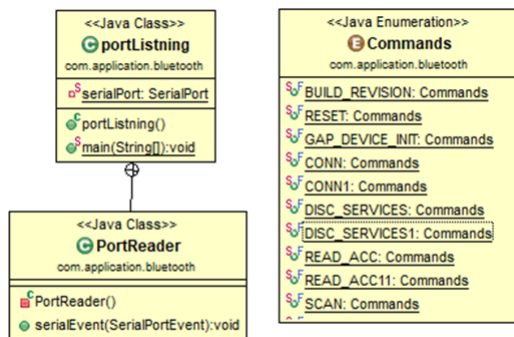 <<Java Class>>
portListning
com.application.bluetooth
serialPort: SerialPort
portListning()
main(String[]):void
<<Java Class>>
PortReader
com.application.bluetooth
PortReader()
serialEvent(SerialPortEvent):void
<<Java Enumeration>>
Commands
com.application.bluetooth
BUILD_REVISION: Commands
RESET: Commands
GAP_DEVICE_INIT: Commands
CONN: Commands
CONN1: Commands
DISC_SERVICES: Commands
DISC_SERVICES1: Commands
READ_ACC: Commands
READ_ACC11: Commands
SCAN: Commands